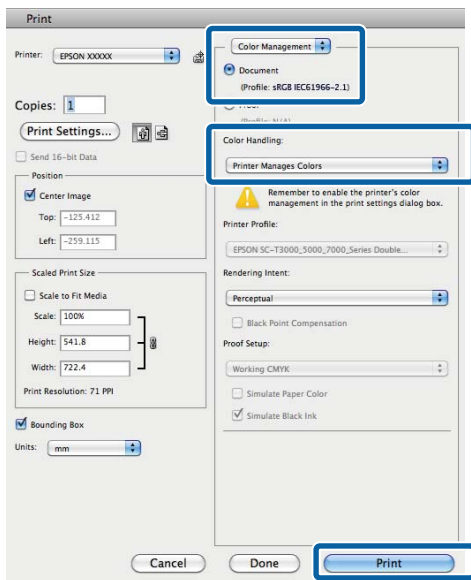 Print
Printer: EPSON XXXXX
Copies: 1
Print Settings...
Send 16-bit Data
Position
Center Image
Top: -125.412
Left: -259.115
Scaled Print Size
Scale to Fit Media
Scale: 100%
Height: 541.8
Width: 722.4
Print Resolution: 71 PPI
Bounding Box
Units: mm
Color Management
Document
(Profile: sRGB IEC61966-2.1)
Color Handling:
Printer Manages Colors
Remember to enable the printer's color
management in the print settings dialog box.
Printer Profile:
EPSON SC-T3000_5000_7000_Series Double...
Rendering Intent:
Perceptual
Black Point Compensation
Proof Setup:
Working CMYK
Simulate Paper Color
Simulate Black Ink
Cancel
Done
Print